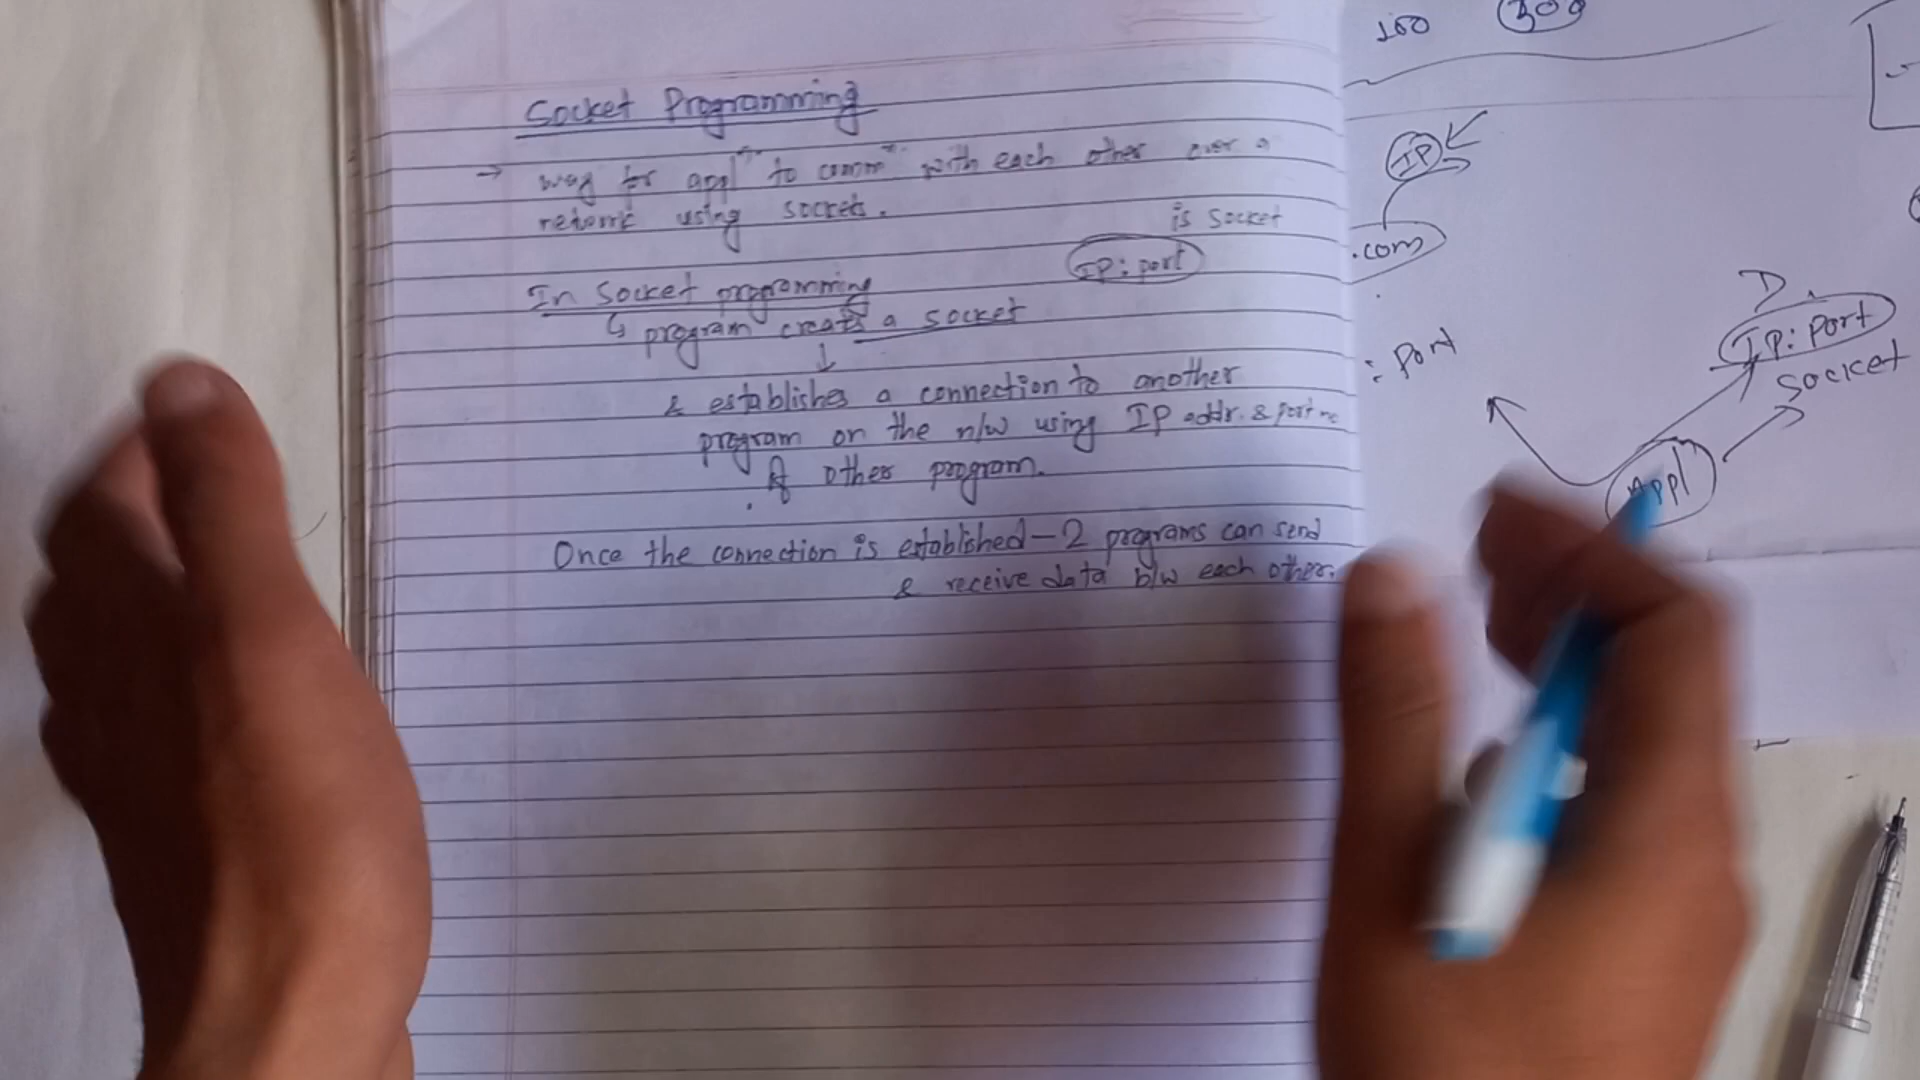 Socket Programming
→ way for appl^n to comm^n with each other over a
network using sockets.
is socket
IP: port
In Socket programming
↳ program creats a socket
↓
& establishes a connection to another
program on the n/w using IP addr. & port no
of other program.
Once the connection is established - 2 programs can send
& receive data b/w each other.
100 300
IP
.com
: port
D.
IP: Port
Socket
Appl^n